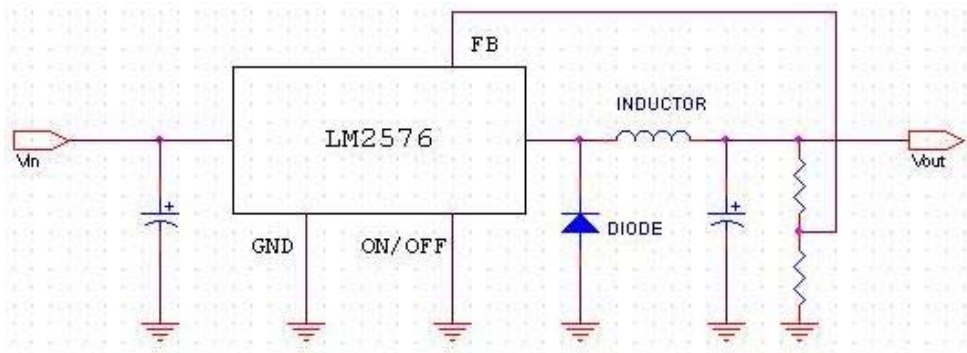 FB
INDUCTOR
LM2576
Vin
Vout
GND
ON/OFF
DIODE
+
+